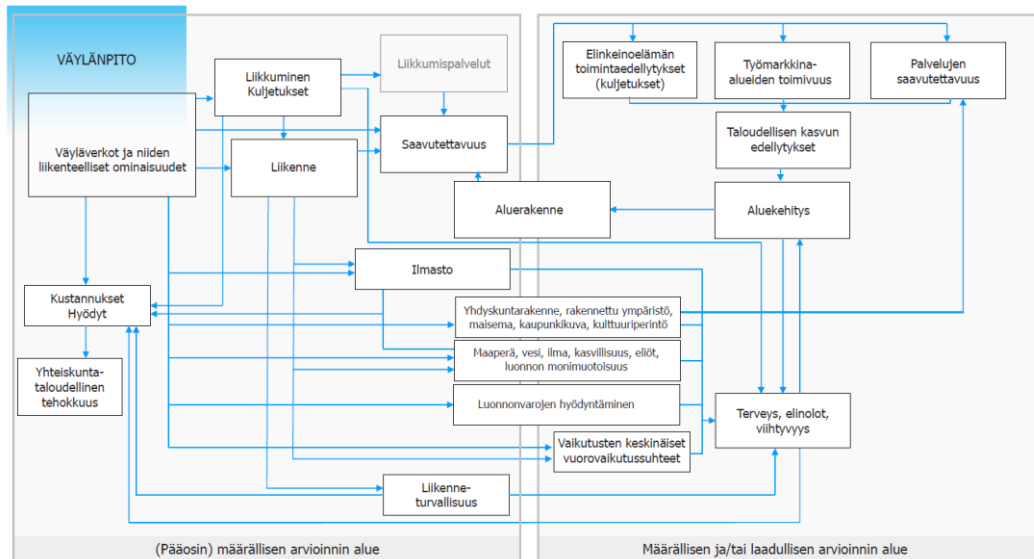 VÄYLÄNPITO
Väyläverkot ja niiden
liikenteelliset ominaisuudet
Liikkuminen
Kuljetukset
Liikkumispalvelut
Liikenne
Saavutettavuus
Aluerakenne
Ilmasto
Kustannukset
Hyödyt
Yhdyskuntarakenne, rakennettu ympäristö,
maisema, kaupunkikuva, kulttuuriperintö
Maaperä, vesi, ilma, kasvillisuus, eliöt,
luonnon monimuotoisuus
Yhteiskunta-
taloudellinen
tehokkuus
Luonnonvarojen hyödyntäminen
Vaikutusten keskinäiset
vuorovaikutussuhteet
Liikenne-
turvallisuus
(Pääosin) määrällisen arvioinnin alue
Elinkeinoelämän
toimintaedellytykset
(kuljetukset)
Työmarkkina-
alueiden toimivuus
Palvelujen
saavutettavuus
Taloudellisen kasvun
edellytykset
Aluekehitys
Terveys, elinolot,
viihtyvyys
Määrällisen ja/tai laadullisen arvioinnin alue